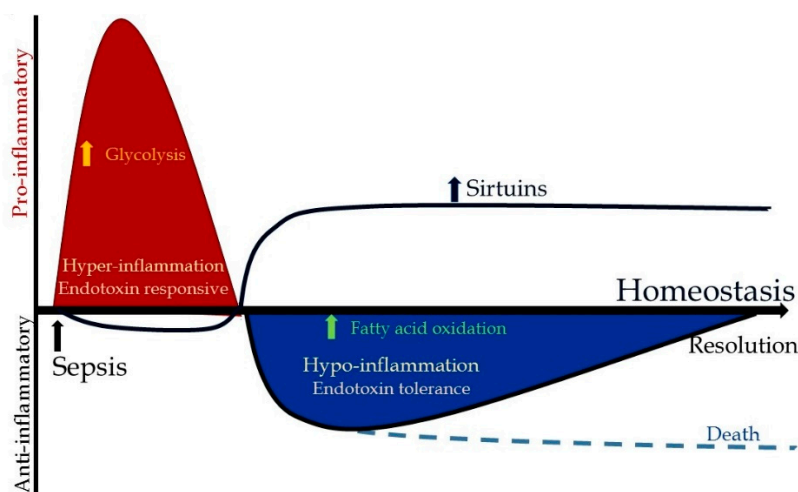 Pro-inflammatory
Glycolysis
Sirtuins
Hyper-inflammation
Endotoxin responsive
Homeostasis
Anti-inflammatory
Sepsis
Fatty acid oxidation
Hypo-inflammation
Endotoxin tolerance
Resolution
Death